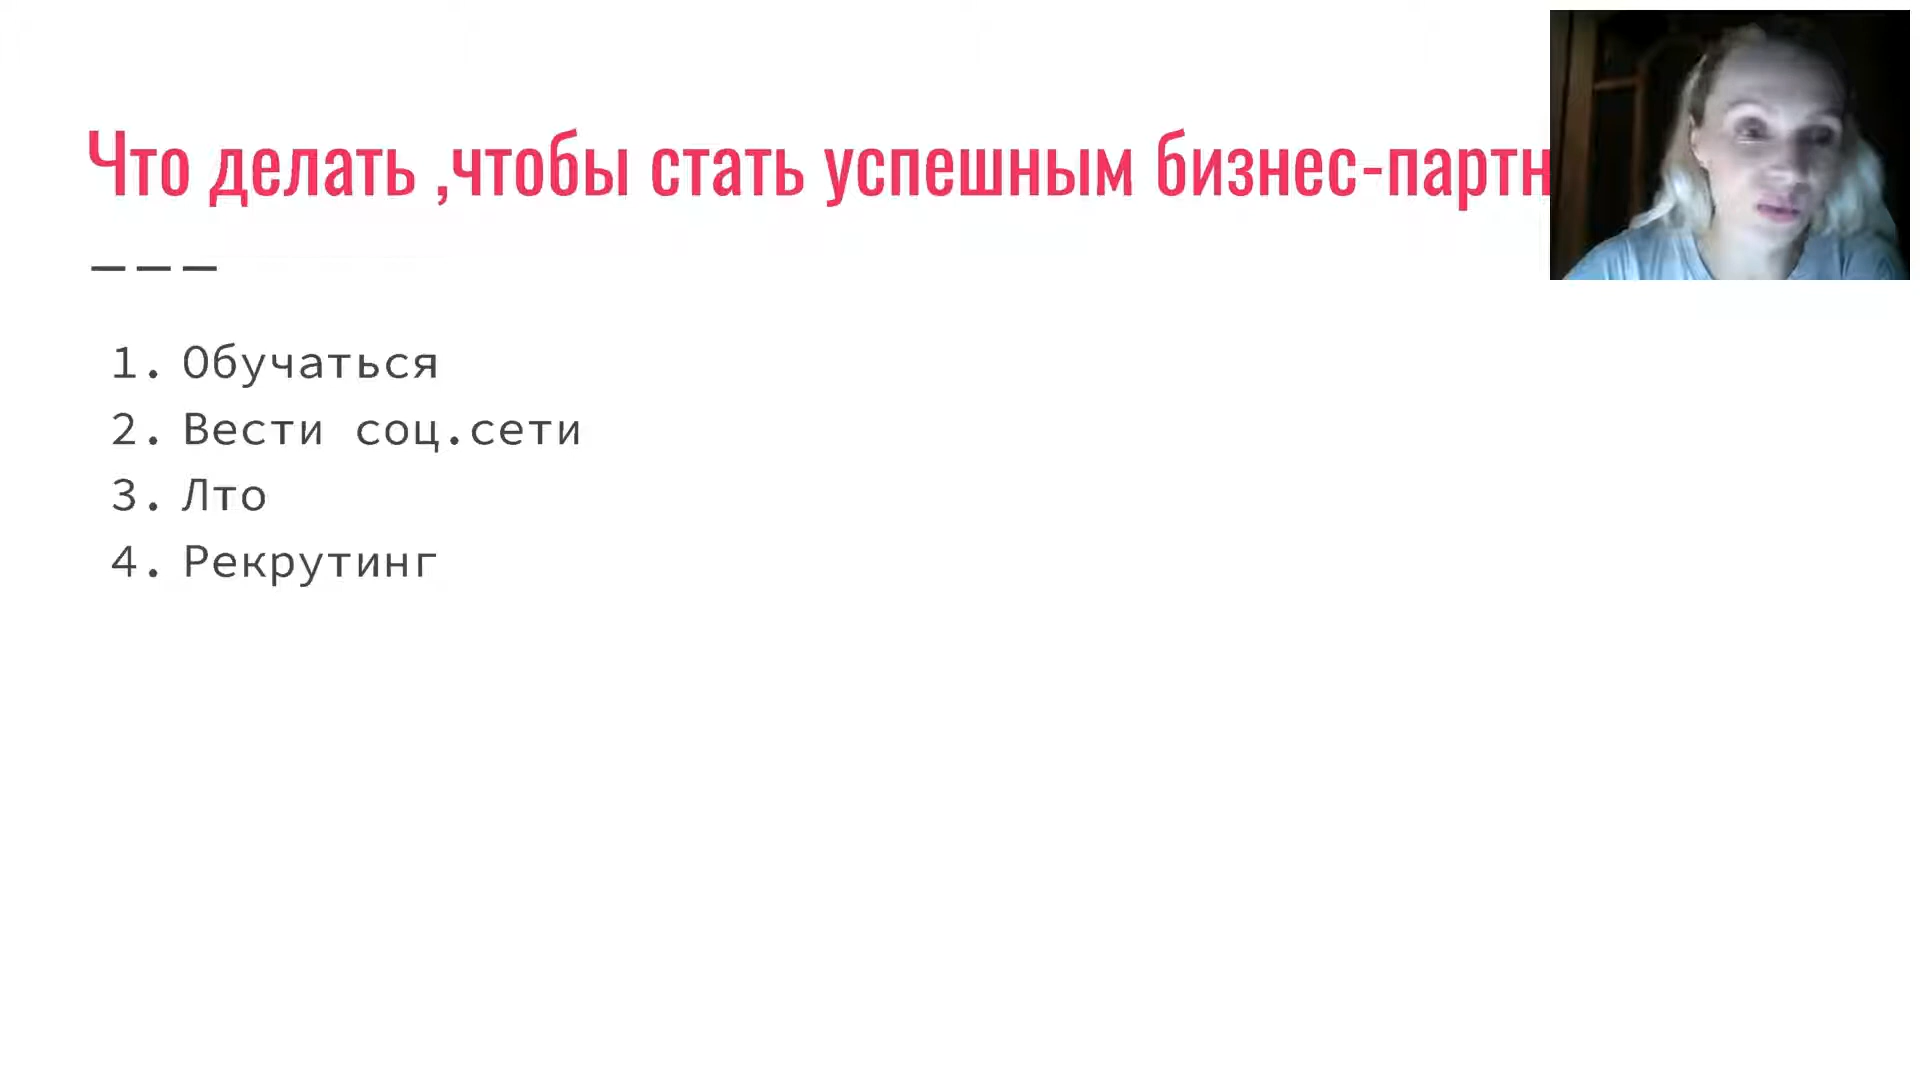 Что делать ,чтобы стать успешным бизнес-партн
1. Обучаться
2. Вести соц.сети
3. Лто
4. Рекрутинг